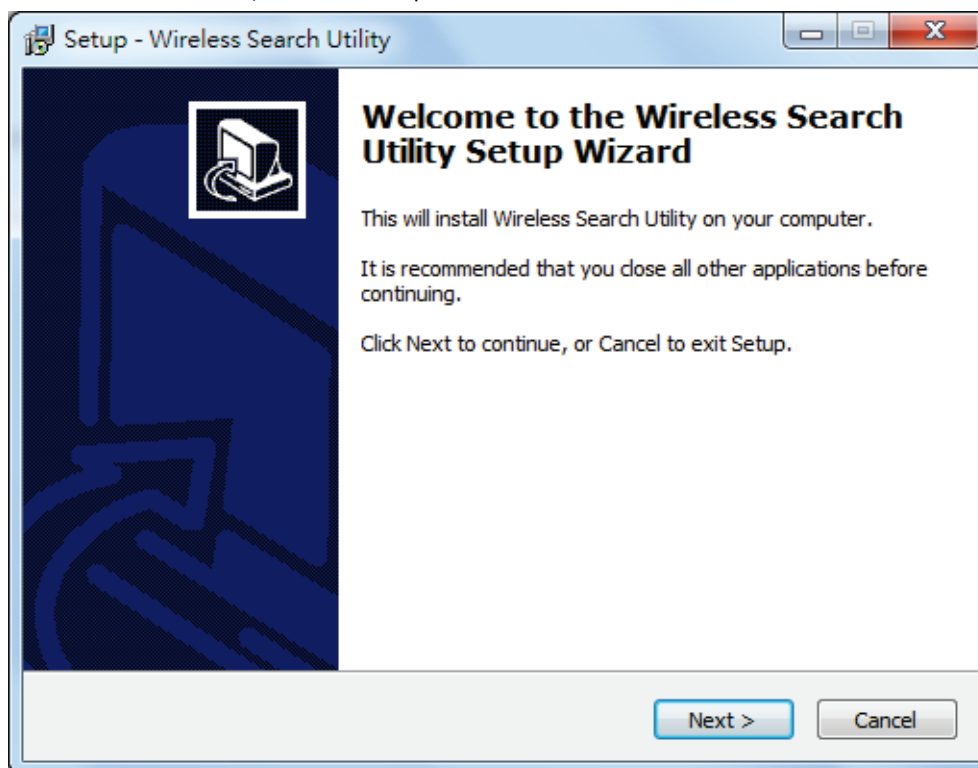 Setup - Wireless Search Utility
Welcome to the Wireless Search
Utility Setup Wizard
This will install Wireless Search Utility on your computer.
It is recommended that you close all other applications before
continuing.
Click Next to continue, or Cancel to exit Setup.
Next >
Cancel